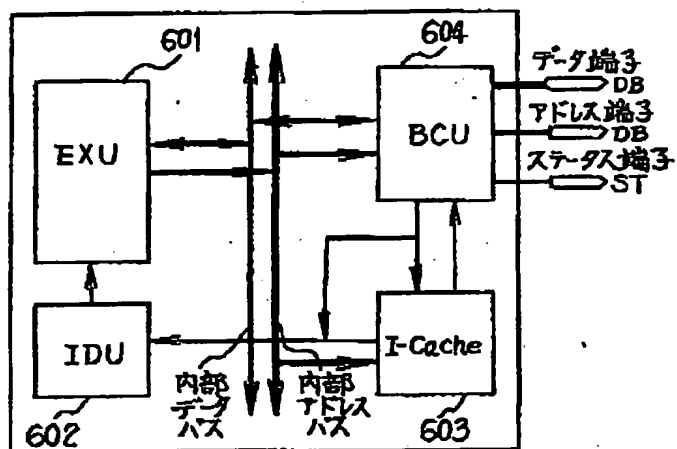 601
604
データ端子
DB
アドレス端子
DB
ステータス端子
ST
EXU
BCU
IDU
I-Cache
内部
データ
バス
内部
アドレス
バス
602
603